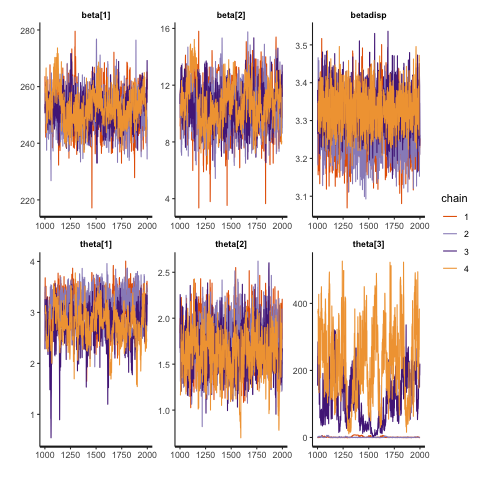 beta[1]
beta[2]
betadisp
280
260
240
220
16
12
8
4
3.5
3.4
3.3
3.2
3.1
1000 1250 1500 1750 2000
1000 1250 1500 1750 2000
1000 1250 1500 1750 2000
theta[1]
theta[2]
theta[3]
4
3
2
1
2.5
2.0
1.5
1.0
400
200
0
1000 1250 1500 1750 2000
1000 1250 1500 1750 2000
1000 1250 1500 1750 2000
chain
1
2
3
4